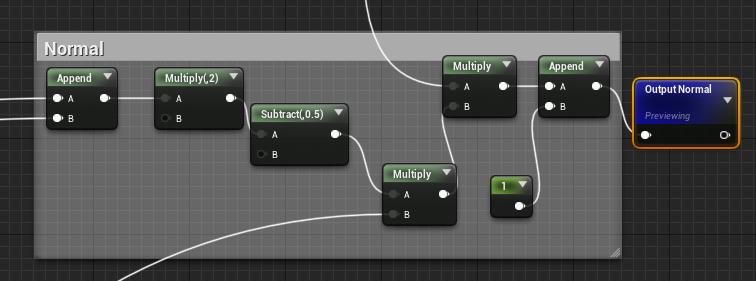 Normal
Append
A
B
Multiply(,2)
A
B
Subtract(,0.5)
A
B
Multiply
A
B
Multiply
A
B
1
Append
A
B
Output Normal
Previewing